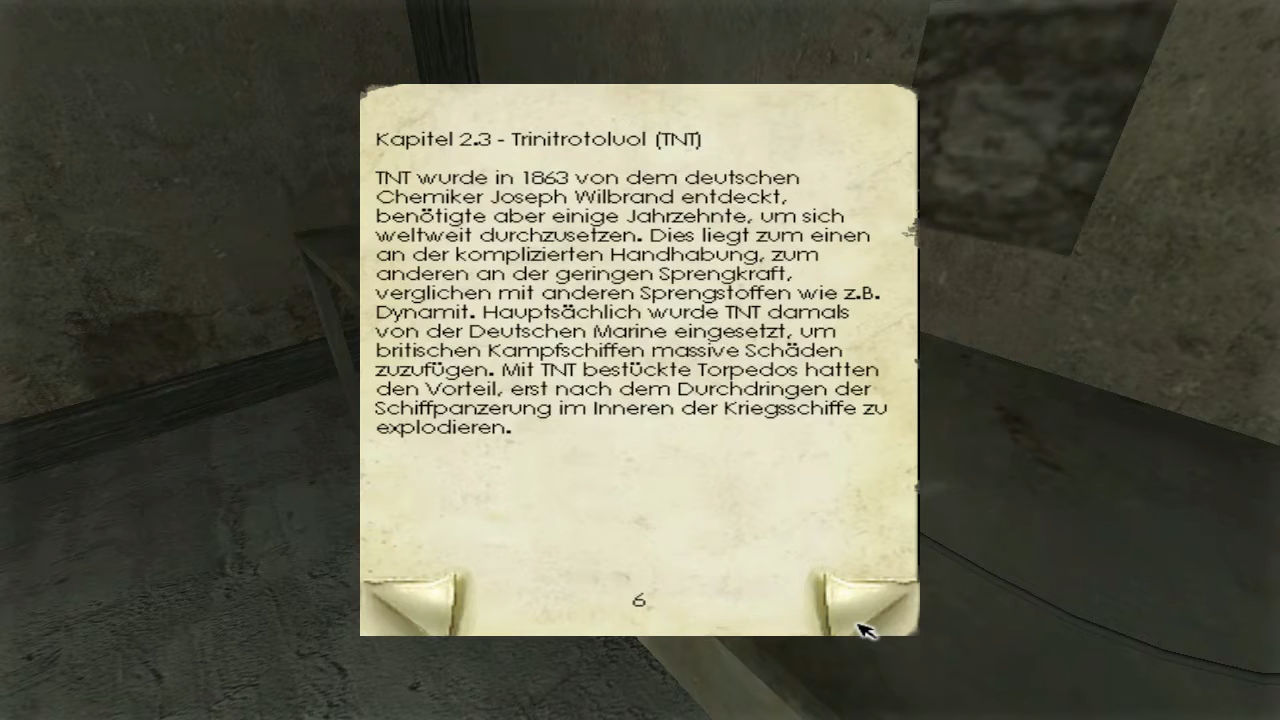 Kapitel 2.3 - Trinitrotoluol (TNT)
TNT wurde in 1863 von dem deutschen
Chemiker Joseph Wilbrand entdeckt,
benötigte aber einige Jahrzehnte, um sich
weltweit durchzusetzen. Dies liegt zum einen
an der komplizierten Handhabung, zum
anderen an der geringen Sprengkraft,
verglichen mit anderen Sprengstoffen wie z.B.
Dynamit. Hauptsächlich wurde TNT damals
von der Deutschen Marine eingesetzt, um
britischen Kampfschiffen massive Schäden
zuzufügen. Mit TNT bestückte Torpedos hatten
den Vorteil, erst nach dem Durchdringen der
Schiffpanzerung im Inneren der Kriegsschiffe zu
explodieren.
6